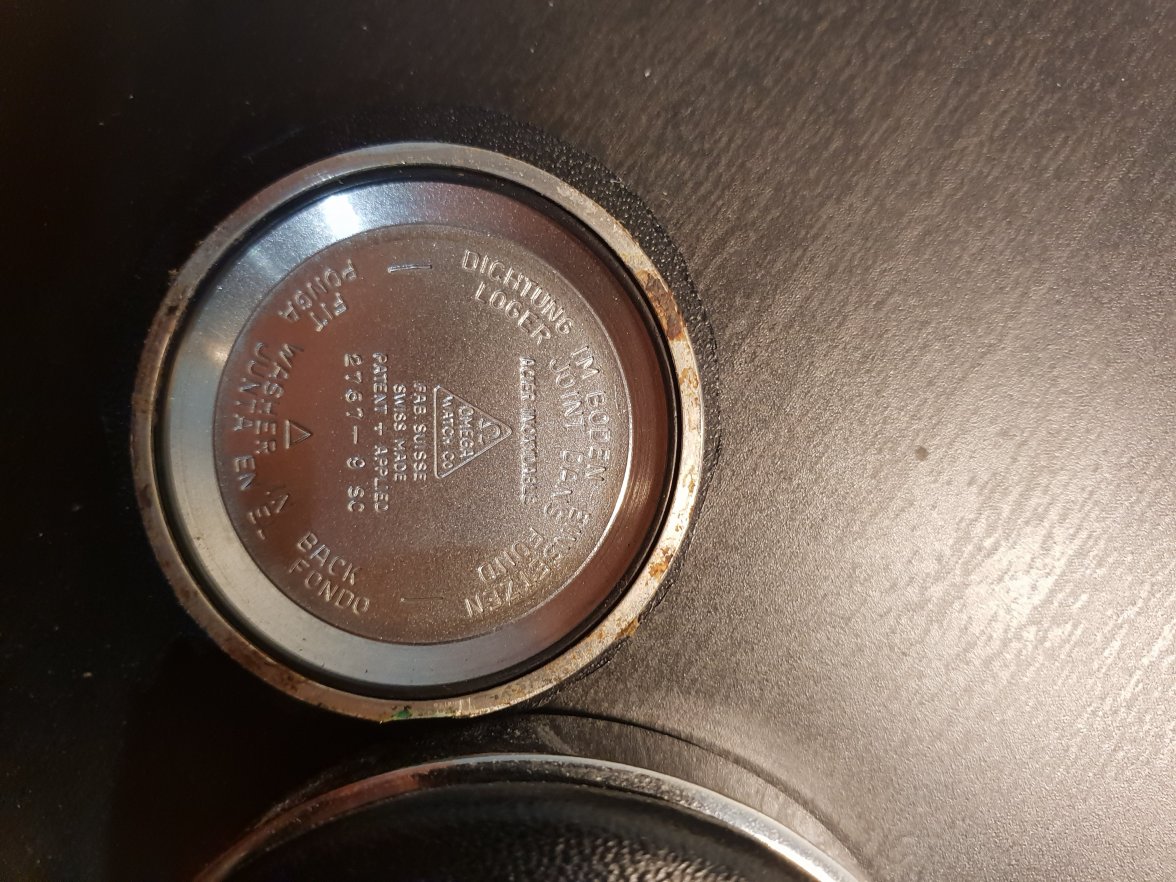 DICHTUNG IM BODEN EINSETZEN
LOGER JOINT DANS FOND
ACIER INOXYDABLE
Ω
OMEGA
WATCH CO
FAB. SUISSE
SWISS MADE
PATENT + APPLIED
2767-9 SC
FIT WASHER IN BACK
PONGA JUNTA EN EL FONDO